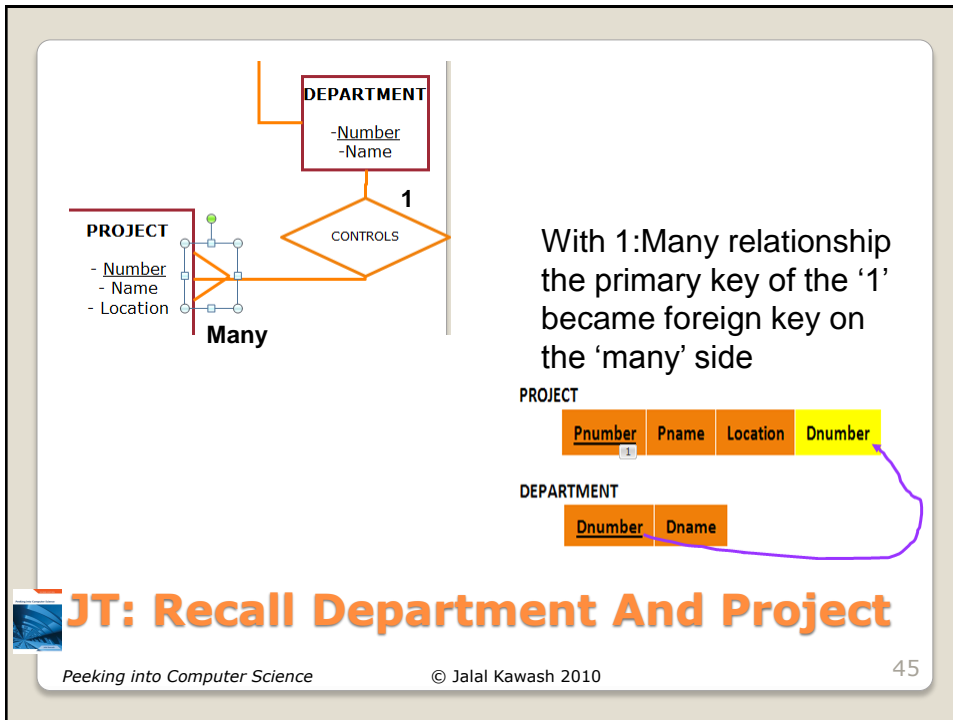 DEPARTMENT
-Number
-Name
1
CONTROLS
PROJECT
- Number
- Name
- Location
Many
With 1:Many relationship
the primary key of the ‘1’
became foreign key on
the ‘many’ side
PROJECT
Pnumber Pname Location Dnumber
1
DEPARTMENT
Dnumber Dname
JT: Recall Department And Project
Peeking into Computer Science © Jalal Kawash 2010 45